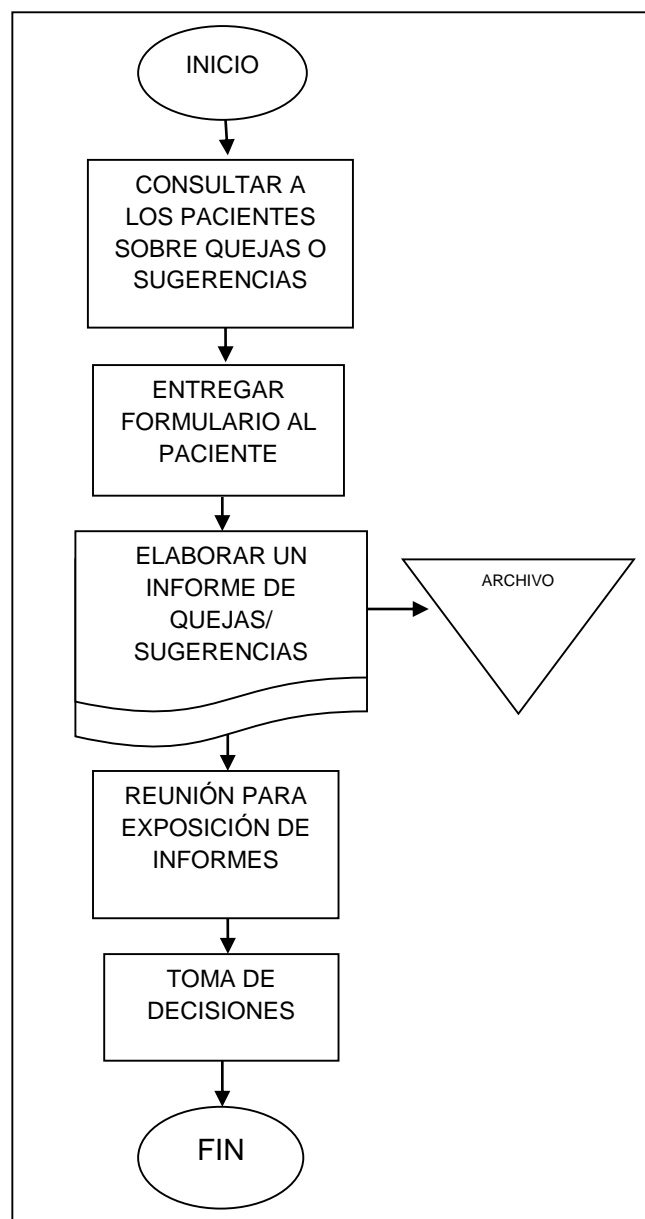 INICIO
CONSULTAR A
LOS PACIENTES
SOBRE QUEJAS O
SUGERENCIAS
ENTREGAR
FORMULARIO AL
PACIENTE
ELABORAR UN
INFORME DE
QUEJAS/
SUGERENCIAS
ARCHIVO
REUNIÓN PARA
EXPOSICIÓN DE
INFORMES
TOMA DE
DECISIONES
FIN